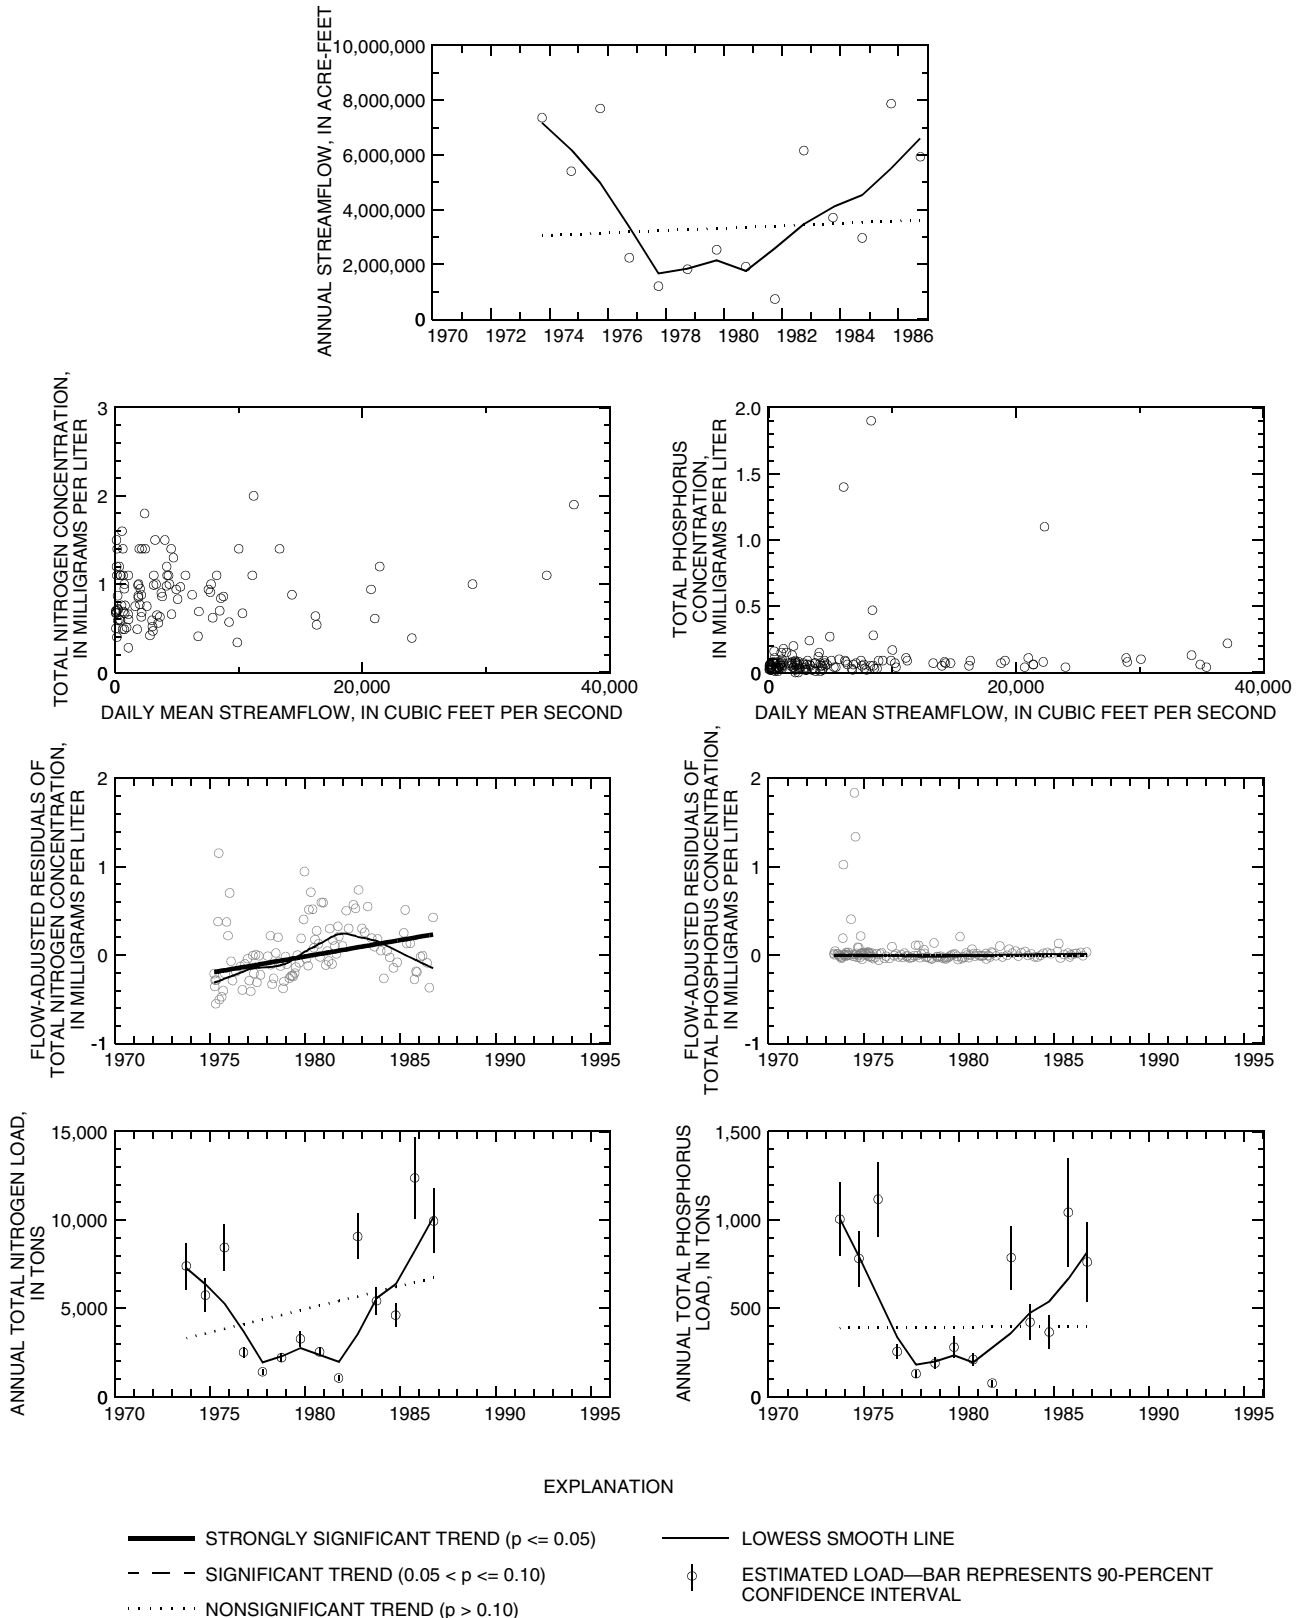 ANNUAL STREAMFLOW, IN ACRE-FEET
10,000,000
8,000,000
6,000,000
4,000,000
2,000,000
0
1970 1972 1974 1976 1978 1980 1982 1984 1986
TOTAL NITROGEN CONCENTRATION,
IN MILLIGRAMS PER LITER
3
2
1
0
0 20,000 40,000
DAILY MEAN STREAMFLOW, IN CUBIC FEET PER SECOND
TOTAL PHOSPHORUS
CONCENTRATION,
IN MILLIGRAMS PER LITER
2.0
1.5
1.0
0.5
0
0 20,000 40,000
DAILY MEAN STREAMFLOW, IN CUBIC FEET PER SECOND
FLOW-ADJUSTED RESIDUALS OF
TOTAL NITROGEN CONCENTRATION,
IN MILLIGRAMS PER LITER
2
1
0
-1
1970 1975 1980 1985 1990 1995
FLOW-ADJUSTED RESIDUALS OF
TOTAL PHOSPHORUS CONCENTRATION,
IN MILLIGRAMS PER LITER
2
1
0
-1
1970 1975 1980 1985 1990 1995
ANNUAL TOTAL NITROGEN LOAD,
IN TONS
15,000
10,000
5,000
0
1970 1975 1980 1985 1990 1995
ANNUAL TOTAL PHOSPHORUS
LOAD, IN TONS
1,500
1,000
500
0
1970 1975 1980 1985 1990 1995
EXPLANATION
STRONGLY SIGNIFICANT TREND (p <= 0.05)
SIGNIFICANT TREND (0.05 < p <= 0.10)
NONSIGNIFICANT TREND (p > 0.10)
LOWESS SMOOTH LINE
ESTIMATED LOAD—BAR REPRESENTS 90-PERCENT
CONFIDENCE INTERVAL